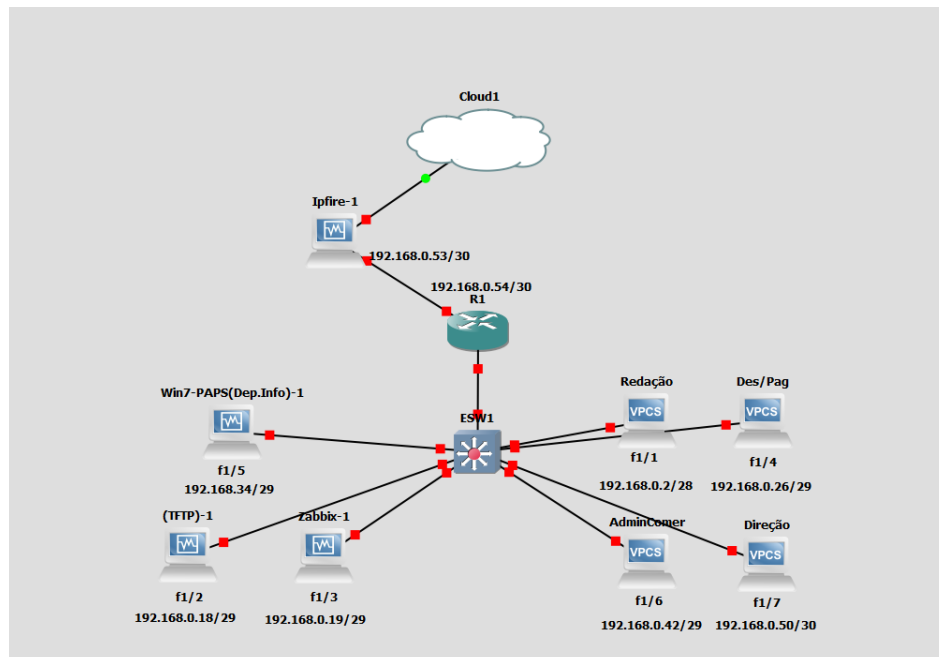 Cloud1
Ipfire-1
192.168.0.53/30
192.168.0.54/30
R1
Win7-PAPS(Dep.Info)-1
Redação
Des/Pag
ESW1
VPCS
VPCS
f1/5
f1/1
f1/4
192.168.34/29
192.168.0.2/28
192.168.0.26/29
(TFTP)-1
Zabbix-1
AdminComer
Direção
VPCS
VPCS
f1/2
f1/3
f1/6
f1/7
192.168.0.18/29
192.168.0.19/29
192.168.0.42/29
192.168.0.50/30